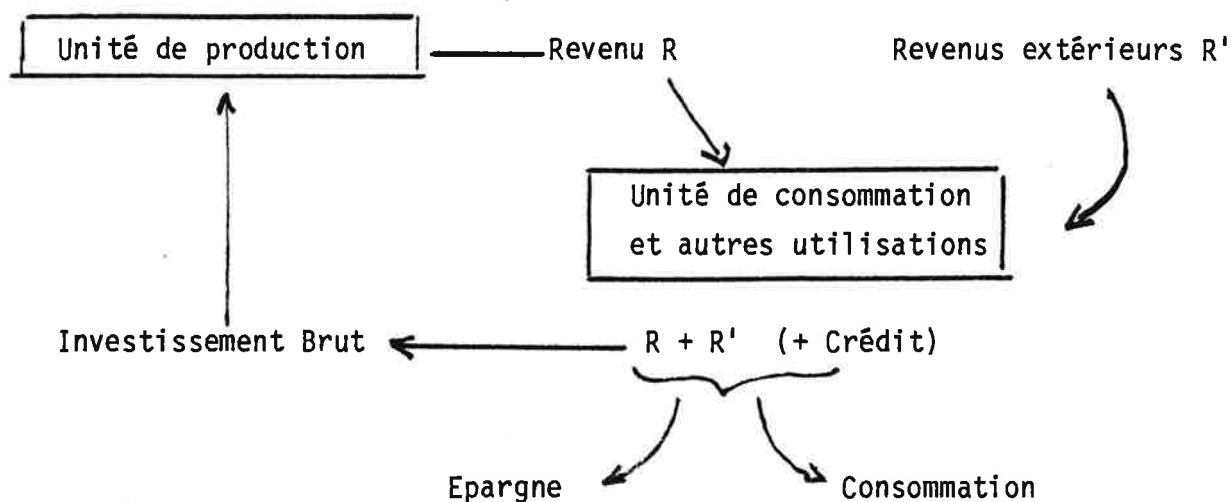 Unité de production Revenu R Revenus extérieurs R'
Unité de consommation
et autres utilisations
Investissement Brut R + R' (+ Crédit)
Epargne Consommation